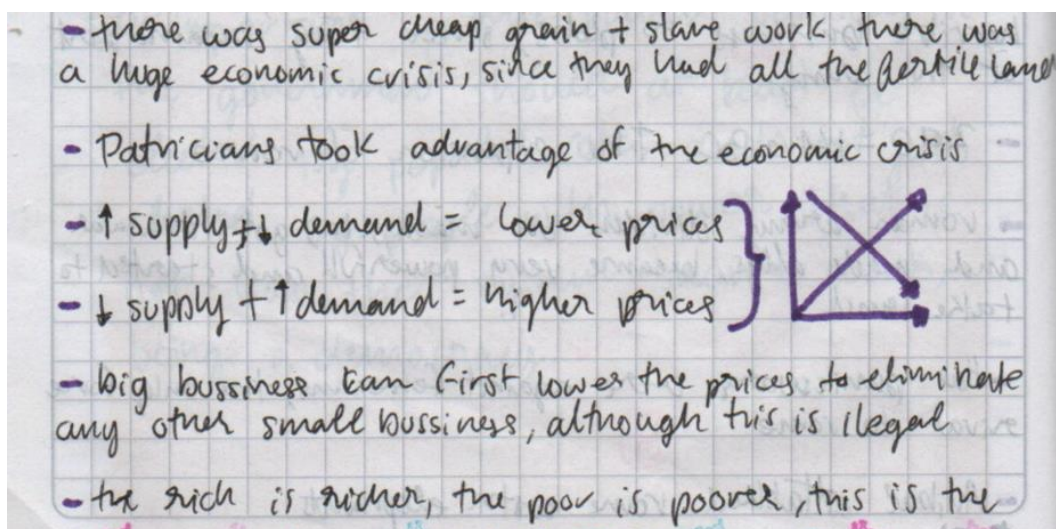 - there was super cheap grain + slave work there was
a huge economic crisis, since they had all the fertile land
- Patricians took advantage of the economic crisis
- ↑ supply + ↓ demand = lower prices
- ↓ supply + ↑ demand = higher prices
- big bussiness can first lower the prices to eliminate
any other small bussiness, although this is ilegal
- the rich is richer, the poor is poorer, this is the